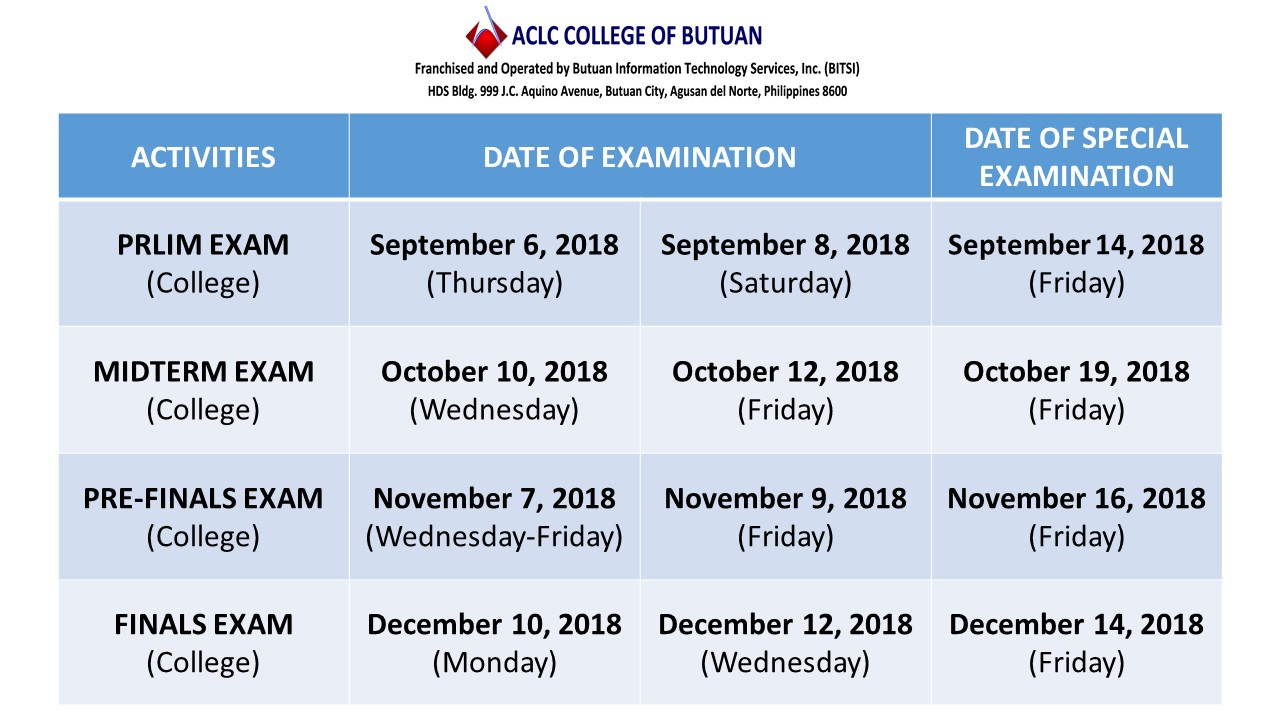 ACLC COLLEGE OF BUTUAN
Franchised and Operated by Butuan Information Technology Services, Inc. (BITSI)
HDS Bldg. 999 J.C. Aquino Avenue, Butuan City, Agusan del Norte, Philippines 8600
ACTIVITIES
DATE OF EXAMINATION
DATE OF SPECIAL
EXAMINATION
PRLIM EXAM
(College)
September 6, 2018
(Thursday)
September 8, 2018
(Saturday)
September 14, 2018
(Friday)
MIDTERM EXAM
(College)
October 10, 2018
(Wednesday)
October 12, 2018
(Friday)
October 19, 2018
(Friday)
PRE-FINALS EXAM
(College)
November 7, 2018
(Wednesday-Friday)
November 9, 2018
(Friday)
November 16, 2018
(Friday)
FINALS EXAM
(College)
December 10, 2018
(Monday)
December 12, 2018
(Wednesday)
December 14, 2018
(Friday)